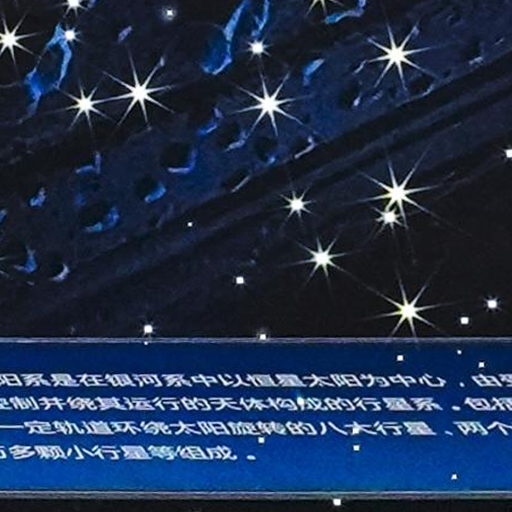 阳系是在银河系中以恒星太阳为中心，由受
定制并绕其运行的天体构成的行星系。包括
一定轨道环绕太阳旋转的八大行星、两个
多颗小行星等组成。